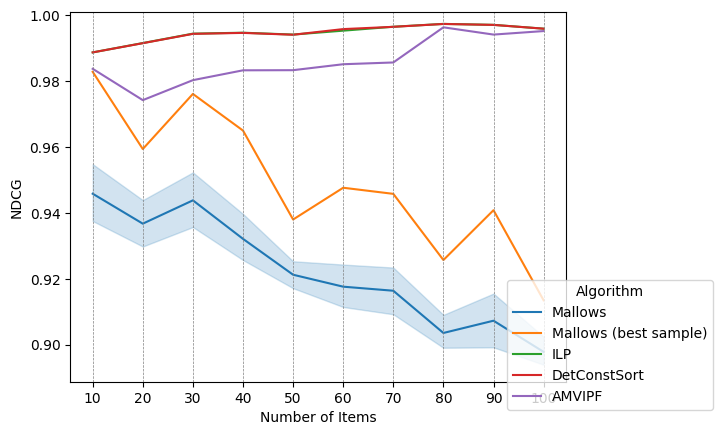 1.00
0.98
0.96
0.94
0.92
0.90
NDCG
10 20 30 40 50 60 70 80 90 100
Number of Items
Algorithm
Mallows
Mallows (best sample)
ILP
DetConstSort
AMVIPF